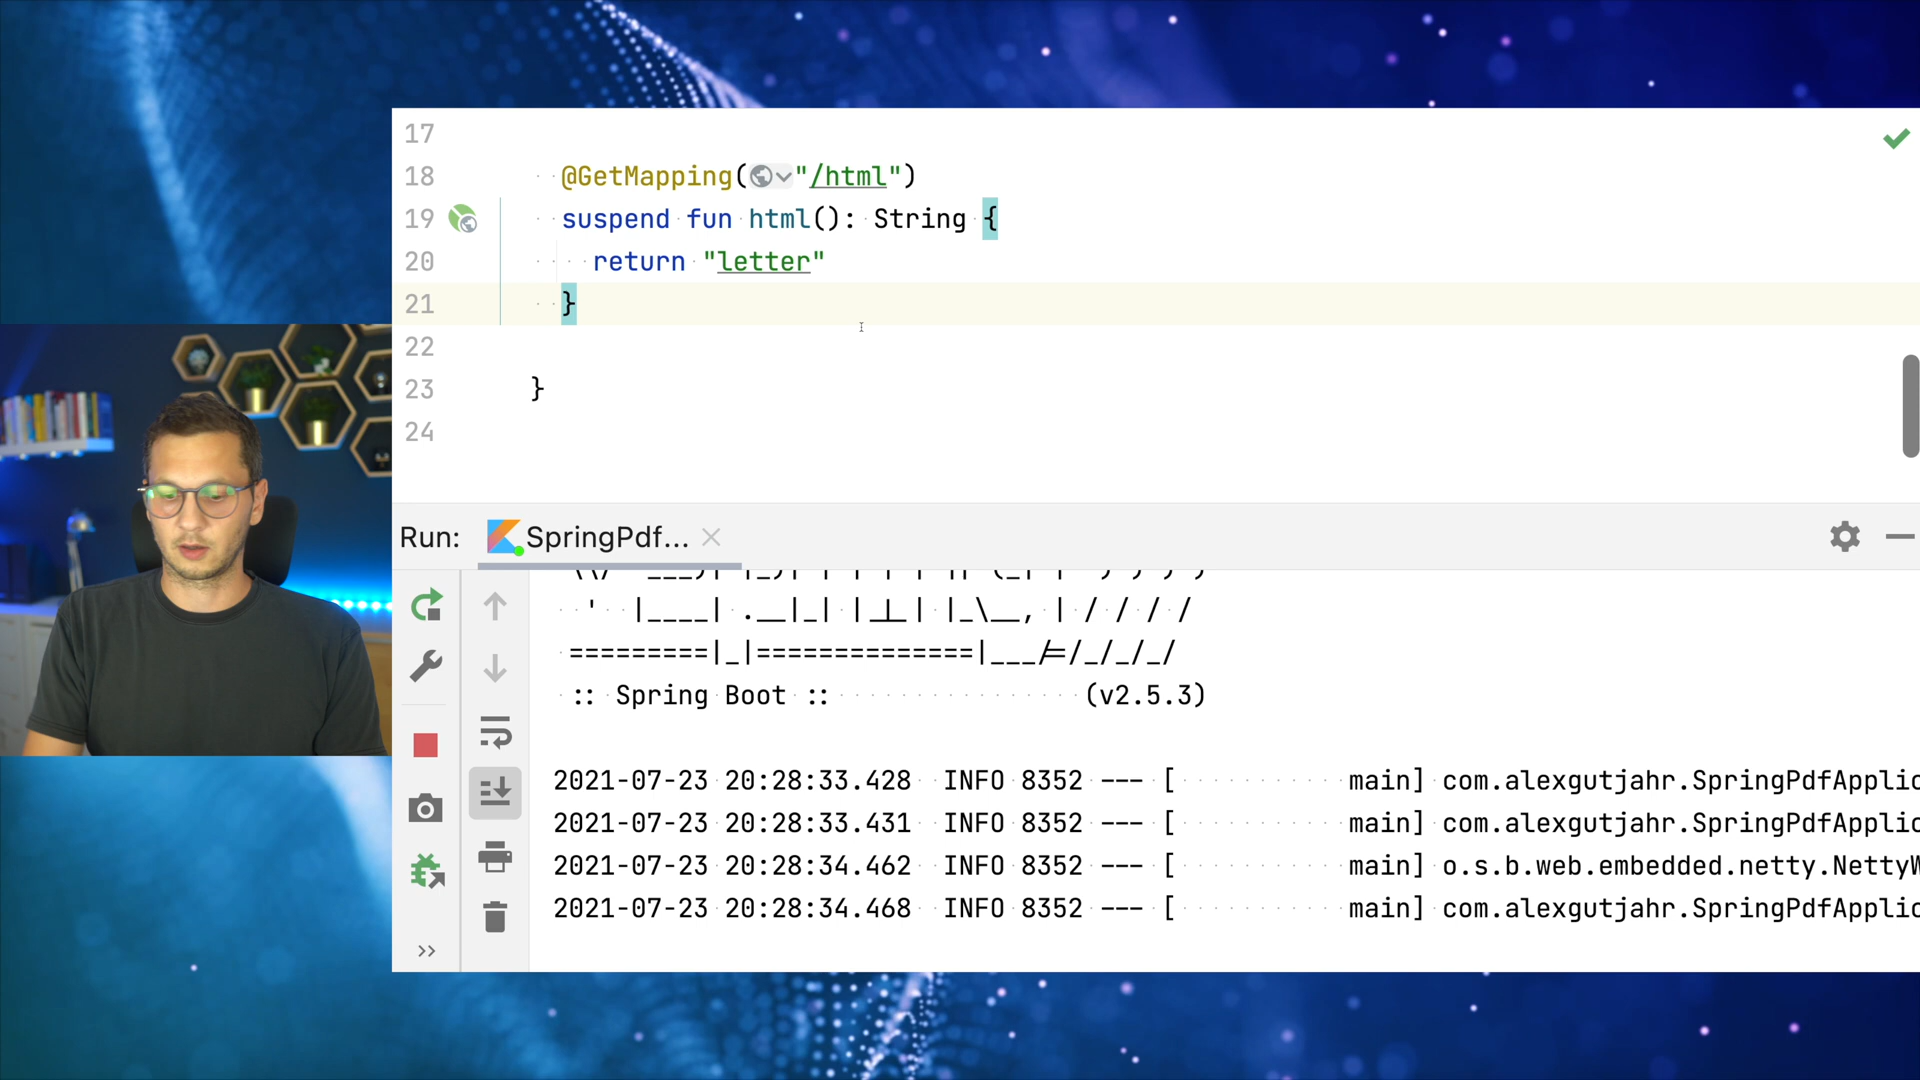 17
18 @GetMapping("/html")
19 suspend fun html(): String {
20 return "letter"
21 }
22
23 }
24
Run: SpringPdf...
' |____| .__|_| |_|_| |_\__, | / / / /
=========|_|==============|___/=/_/_/_/
:: Spring Boot :: (v2.5.3)
2021-07-23 20:28:33.428 INFO 8352 --- [ main] com.alexgutjahr.SpringPdfApplic
2021-07-23 20:28:33.431 INFO 8352 --- [ main] com.alexgutjahr.SpringPdfApplic
2021-07-23 20:28:34.462 INFO 8352 --- [ main] o.s.b.web.embedded.netty.NettyW
2021-07-23 20:28:34.468 INFO 8352 --- [ main] com.alexgutjahr.SpringPdfApplic